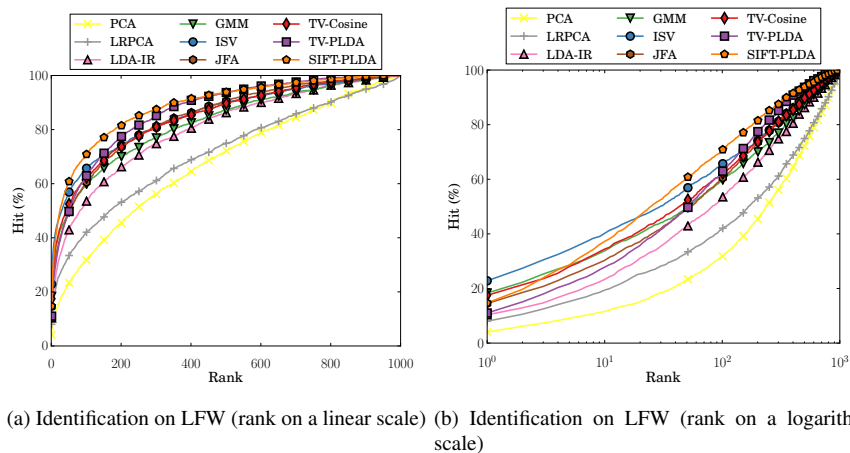 PCA GMM TV-Cosine
LRPCA ISV TV-PLDA
LDA-IR JFA SIFT-PLDA
100
80
60
40
20
0
Hit (%)
0 200 400 600 800 1000
Rank
PCA GMM TV-Cosine
LRPCA ISV TV-PLDA
LDA-IR JFA SIFT-PLDA
100
80
60
40
20
0
Hit (%)
10^0 10^1 10^2 10^3
Rank
(a) Identification on LFW (rank on a linear scale)
(b) Identification on LFW (rank on a logarith
scale)